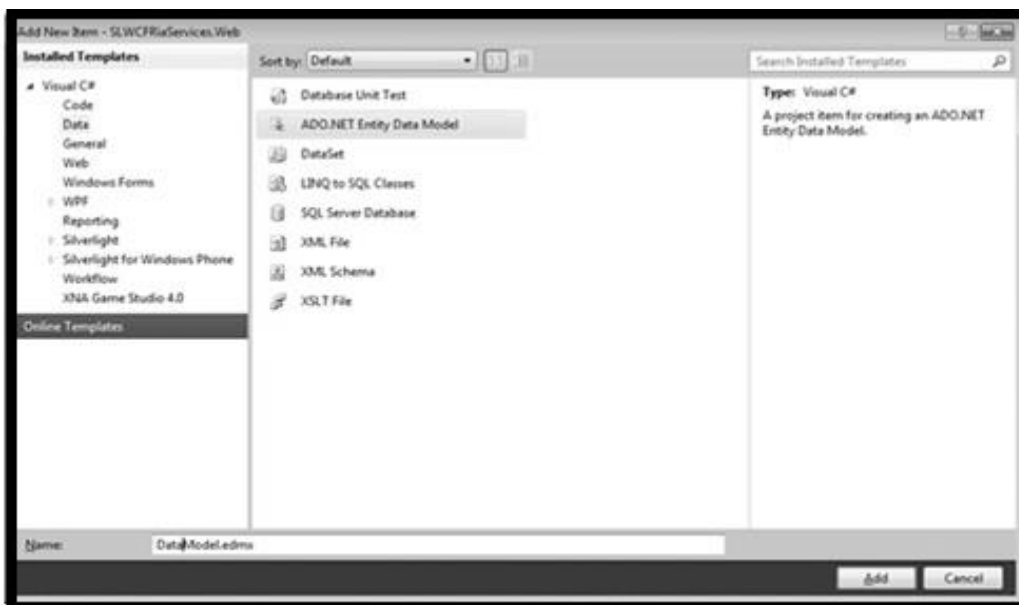 Add New Item - SLWCFRiaServices.Web
Installed Templates
Visual C#
Code
Data
General
Web
Windows Forms
WPF
Reporting
Silverlight
Silverlight for Windows Phone
Workflow
XNA Game Studio 4.0
Online Templates
Sort by: Default
Database Unit Test
ADO.NET Entity Data Model
DataSet
LINQ to SQL Classes
SQL Server Database
XML File
XML Schema
XSLT File
Search Installed Templates
Type: Visual C#
A project item for creating an ADO.NET
Entity Data Model.
Name: DataModel.edmx
Add Cancel